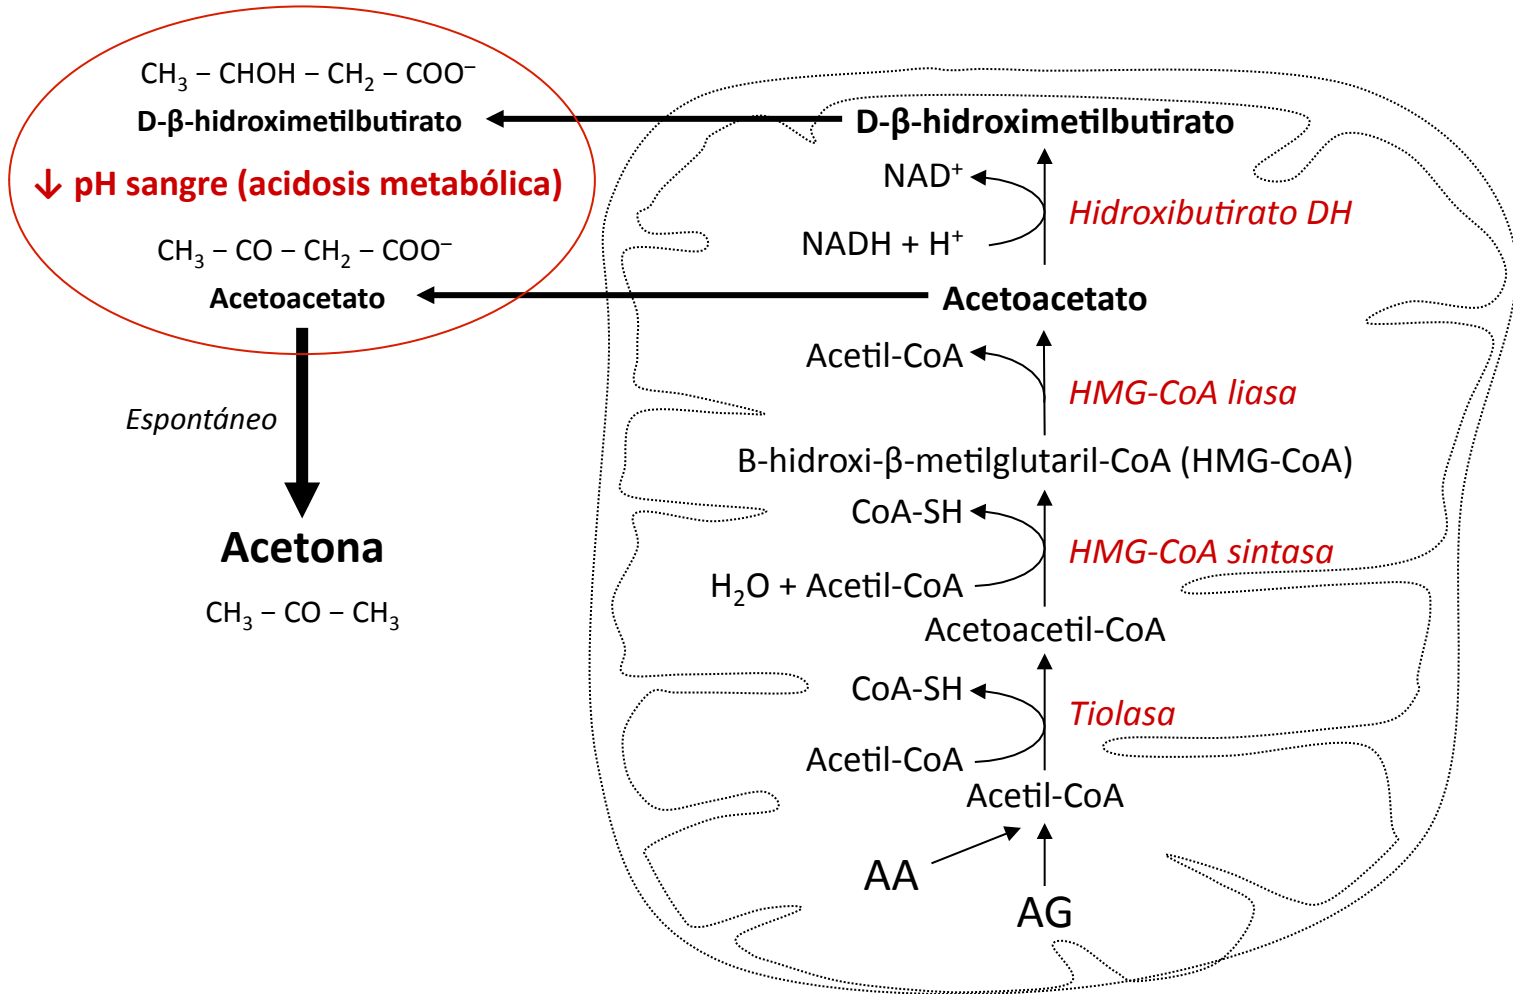 CH₃ – CHOH – CH₂ – COO⁻
D-β-hidroximetilbutirato
↓ pH sangre (acidosis metabólica)
CH₃ – CO – CH₂ – COO⁻
Acetoacetato
Espontáneo
Acetona
CH₃ – CO – CH₃
D-β-hidroximetilbutirato
NAD⁺
Hidroxibutirato DH
NADH + H⁺
Acetoacetato
Acetil-CoA
HMG-CoA liasa
B-hidroxi-β-metilglutaril-CoA (HMG-CoA)
CoA-SH
HMG-CoA sintasa
H₂O + Acetil-CoA
Acetoacetil-CoA
CoA-SH
Tiolasa
Acetil-CoA
Acetil-CoA
AA
AG